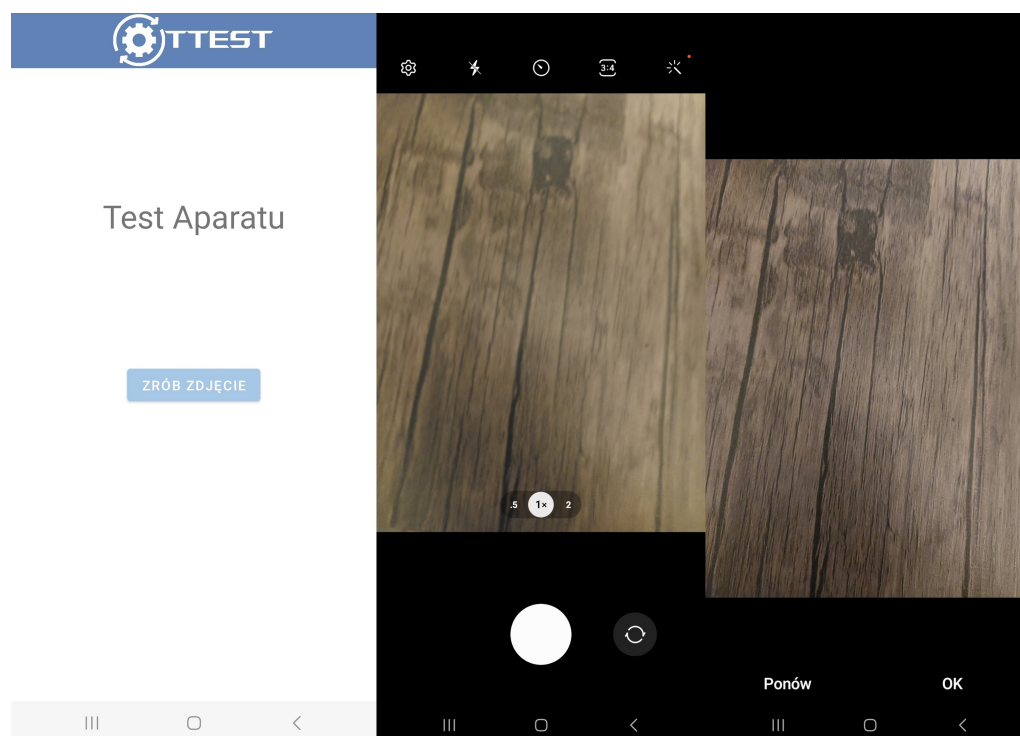 TTEST
Test Aparatu
ZRÓB ZDJĘCIE
3:4
.5 1× 2
Ponów OK